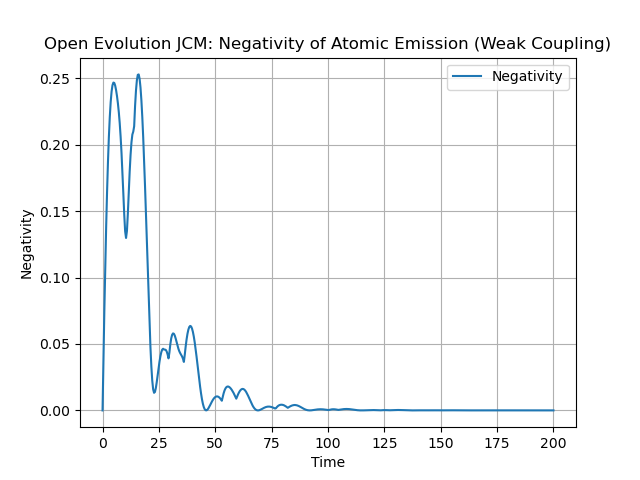 Open Evolution JCM: Negativity of Atomic Emission (Weak Coupling)
Negativity
0.25
0.20
0.15
0.10
0.05
0.00
Negativity
0 25 50 75 100 125 150 175 200
Time